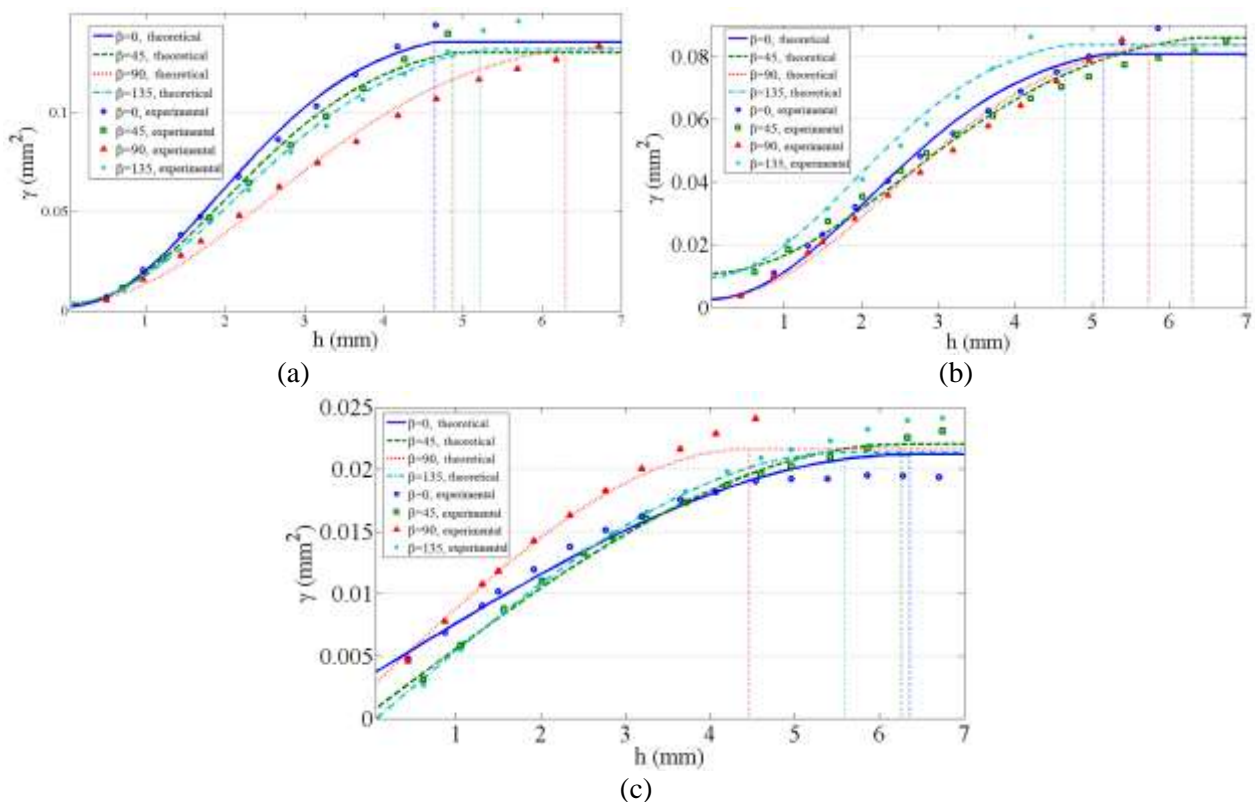 β=0, theoretical
β=45, theoretical
β=90, theoretical
β=135, theoretical
β=0, experimental
β=45, experimental
β=90, experimental
β=135, experimental
0.1
0.05
0
1 2 3 4 5 6 7
γ (mm²)
h (mm)
(a)
β=0, theoretical
β=45, theoretical
β=90, theoretical
β=135, theoretical
β=0, experimental
β=45, experimental
β=90, experimental
β=135, experimental
0.08
0.06
0.04
0.02
0
1 2 3 4 5 6 7
γ (mm²)
h (mm)
(b)
β=0, theoretical
β=45, theoretical
β=90, theoretical
β=135, theoretical
β=0, experimental
β=45, experimental
β=90, experimental
β=135, experimental
0.025
0.02
0.015
0.01
0.005
0
1 2 3 4 5 6 7
γ (mm²)
h (mm)
(c)